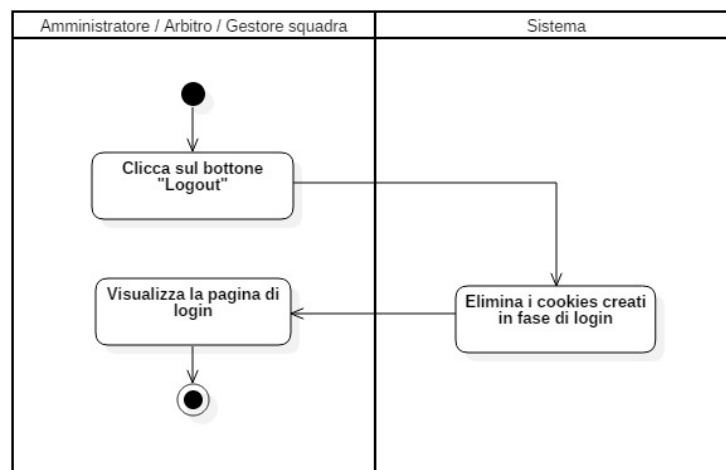 Amministratore / Arbitro / Gestore squadra
Sistema
Clicca sul bottone
"Logout"
Visualizza la pagina di
login
Elimina i cookies creati
in fase di login